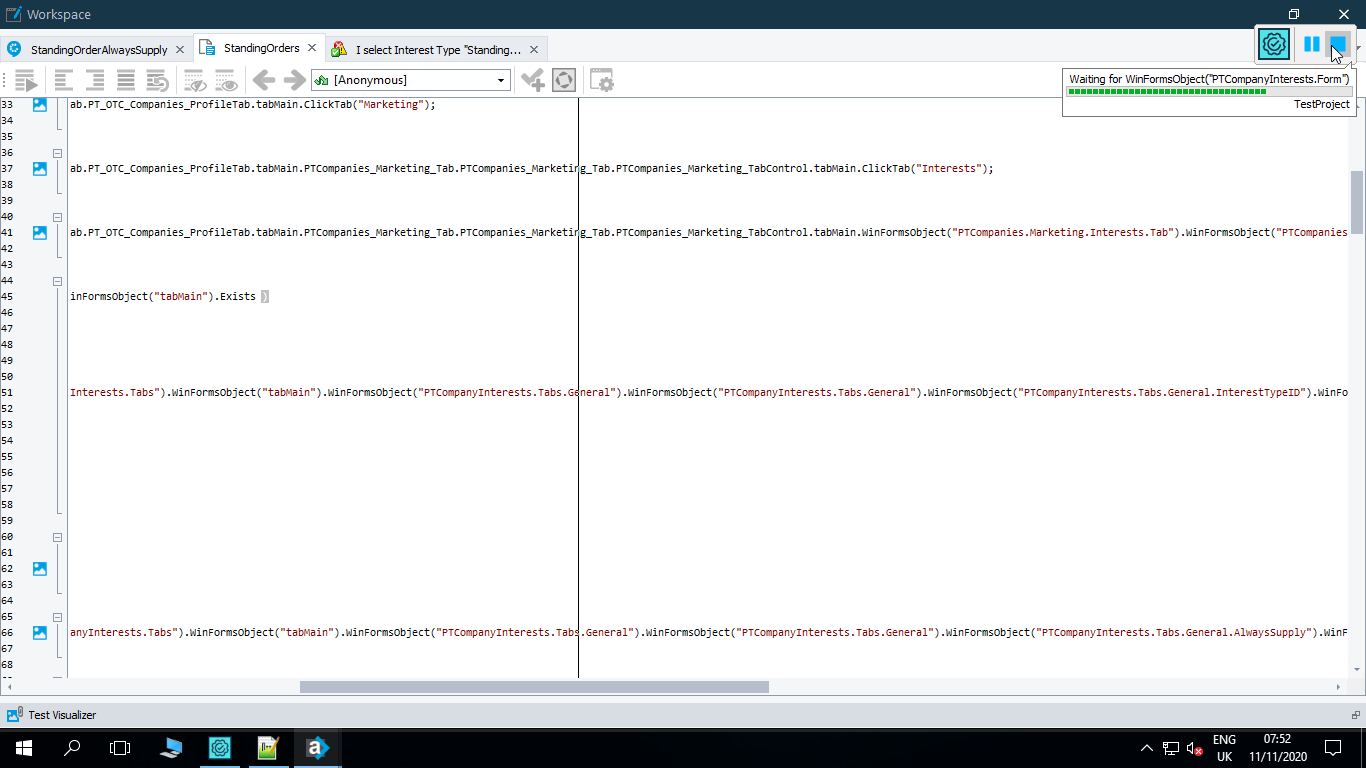 Workspace
StandingOrderAlwaysSupply
StandingOrders
I select Interest Type "Standing...
[Anonymous]
Waiting for WinFormsObject("PTCompanyInterests.Form")
TestProject
33 ab.PT_OTC_Companies_ProfileTab.tabMain.ClickTab("Marketing");
34
35
36
37 ab.PT_OTC_Companies_ProfileTab.tabMain.PTCompanies_Marketing_Tab.PTCompanies_Marketing_Tab.PTCompanies_Marketing_TabControl.tabMain.ClickTab("Interests");
38
39
40
41 ab.PT_OTC_Companies_ProfileTab.tabMain.PTCompanies_Marketing_Tab.PTCompanies_Marketing_Tab.PTCompanies_Marketing_TabControl.tabMain.WinFormsObject("PTCompanies.Marketing.Interests.Tab").WinFormsObject("PTCompanies
42
43
44
45 inFormsObject("tabMain").Exists )
46
47
48
49
50
51 Interests.Tabs").WinFormsObject("tabMain").WinFormsObject("PTCompanyInterests.Tabs.General").WinFormsObject("PTCompanyInterests.Tabs.General").WinFormsObject("PTCompanyInterests.Tabs.General.InterestTypeID").WinFo
52
53
54
55
56
57
58
59
60
61
62
63
64
65
66 anyInterests.Tabs").WinFormsObject("tabMain").WinFormsObject("PTCompanyInterests.Tabs.General").WinFormsObject("PTCompanyInterests.Tabs.General").WinFormsObject("PTCompanyInterests.Tabs.General.AlwaysSupply").WinF
67
68
Test Visualizer
ENG
UK
07:52
11/11/2020